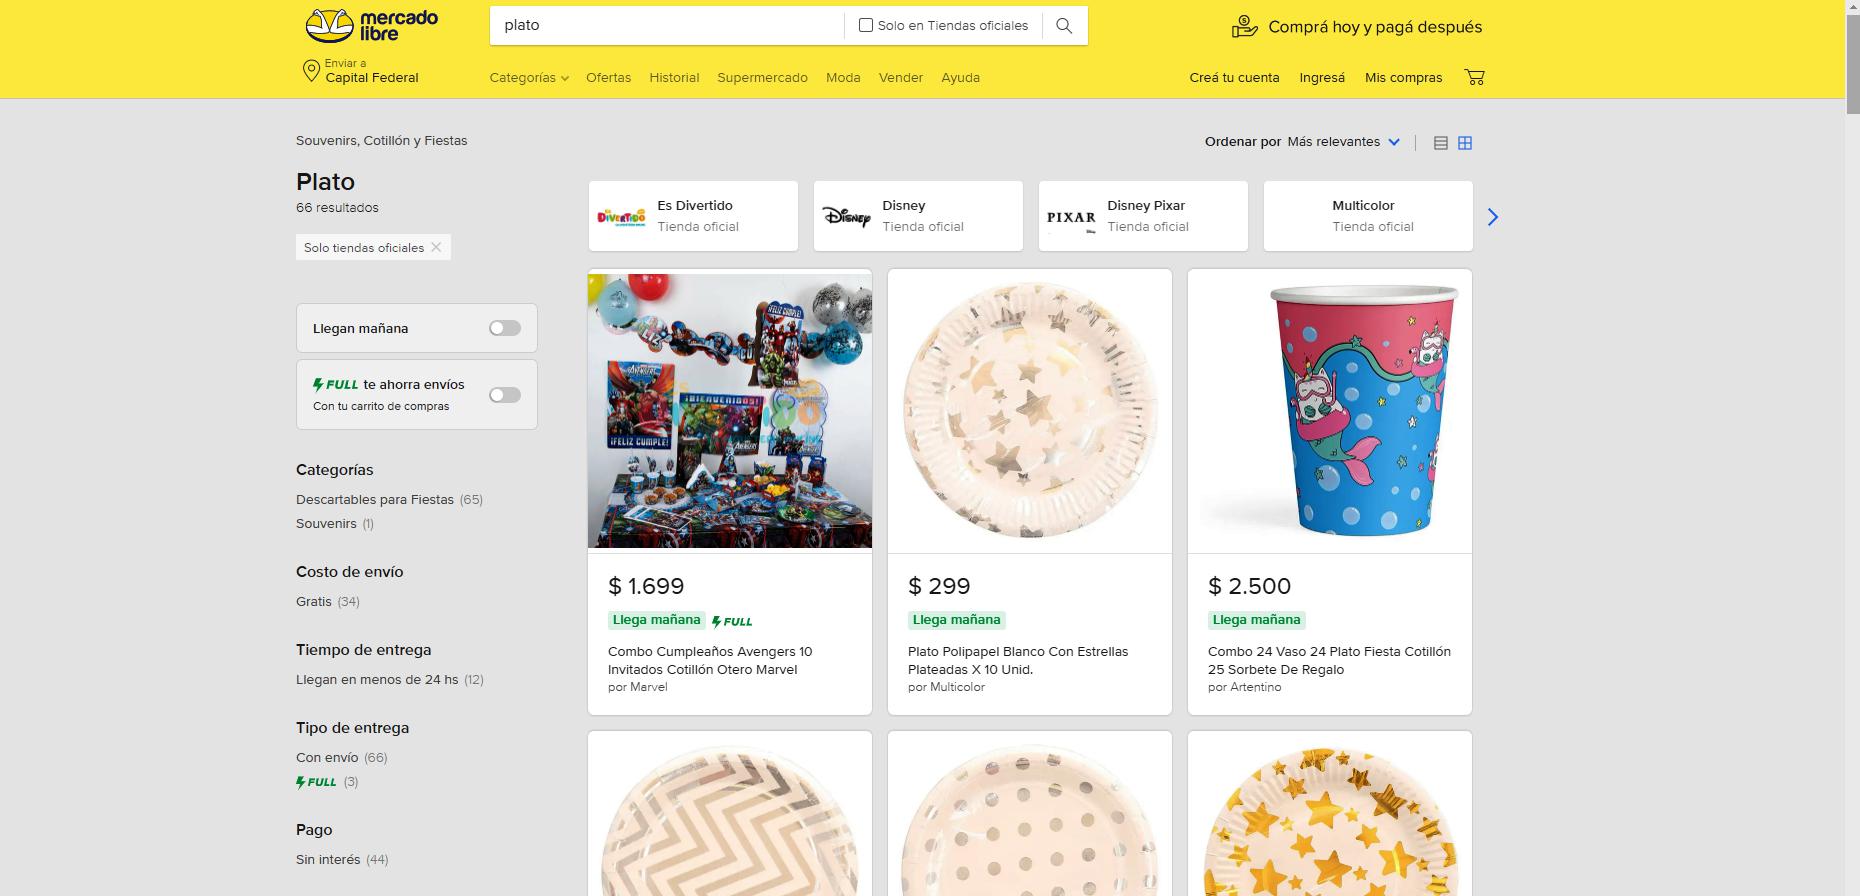 mercado
libre
plato
Solo en Tiendas oficiales
Comprá hoy y pagá después
Enviar a
Capital Federal
Categorías
Ofertas
Historial
Supermercado
Moda
Vender
Ayuda
Creá tu cuenta
Ingresá
Mis compras
Souvenirs, Cotillón y Fiestas
Ordenar por Más relevantes
Plato
66 resultados
Solo tiendas oficiales
DIVERTIDO
Es Divertido
Tienda oficial
Disney
Disney
Tienda oficial
PIXAR
Disney Pixar
Tienda oficial
Multicolor
Tienda oficial
Llegan mañana
FULL te ahorra envíos
Con tu carrito de compras
Categorías
Descartables para Fiestas (65)
Souvenirs (1)
Costo de envío
Gratis (34)
Tiempo de entrega
Llegan en menos de 24 hs (12)
Tipo de entrega
Con envío (66)
FULL (3)
Pago
Sin interés (44)
¡FELIZ CUMPLE!
¡BIENVENIDOS!
¡FELIZ CUMPLE!
$ 1.699
Llega mañana FULL
Combo Cumpleaños Avengers 10
Invitados Cotillón Otero Marvel
por Marvel
$ 299
Llega mañana
Plato Polipapel Blanco Con Estrellas
Plateadas X 10 Unid.
por Multicolor
$ 2.500
Llega mañana
Combo 24 Vaso 24 Plato Fiesta Cotillón
25 Sorbete De Regalo
por Artentino